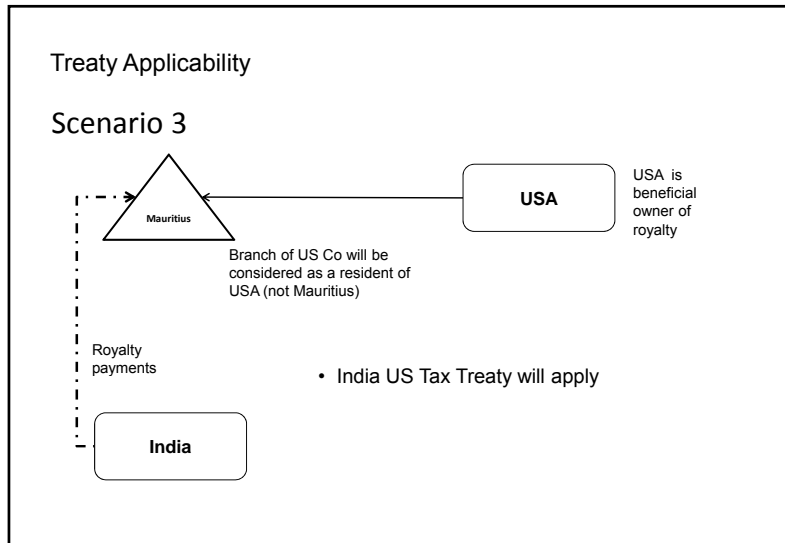 Treaty Applicability
Scenario 3
Mauritius
USA
USA is
beneficial
owner of
royalty
Branch of US Co will be
considered as a resident of
USA (not Mauritius)
Royalty
payments
• India US Tax Treaty will apply
India